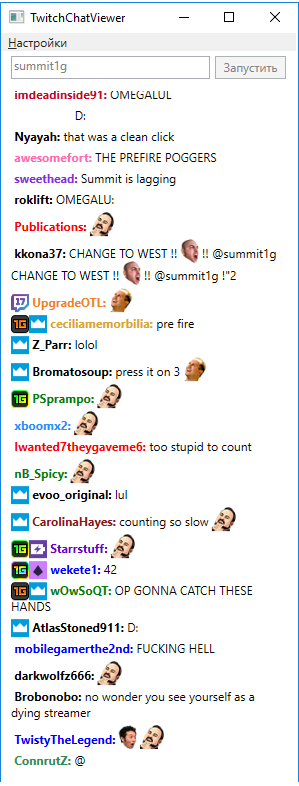 TwitchChatViewer
Настройки
summit1g
Запустить
imdeadinside91: OMEGALUL
D:
Nyayah: that was a clean click
awesomefort: THE PREFIRE POGGERS
sweethead: Summit is lagging
roklift: OMEGALU:
Publications:
kkona37: CHANGE TO WEST !! !! @summit1g
CHANGE TO WEST !! !! @summit1g !"2
17 UpgradeOTL:
1G ceciliamemorbilia: pre fire
Z_Parr: lolol
Bromatosoup: press it on 3
1G PSprampo:
xboomx2:
Iwanted7theygaveme6: too stupid to count
nB_Spicy:
evoo_original: lul
CarolinaHayes: counting so slow
1G Starrstuff:
1G wekete1: 42
1G wOwSoQT: OP GONNA CATCH THESE
HANDS
AtlasStoned911: D:
mobilegamerthe2nd: FUCKING HELL
darkwolfz666:
Brobonobo: no wonder you see yourself as a
dying streamer
TwistyTheLegend:
ConnrutZ: @